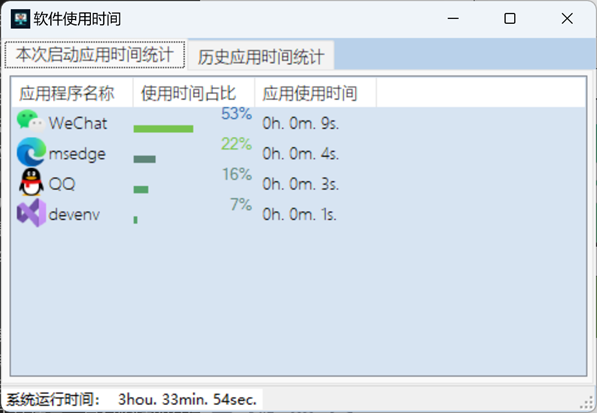 软件使用时间
本次启动应用时间统计 历史应用时间统计
应用程序名称 使用时间占比 应用使用时间
WeChat 53% 0h. 0m. 9s.
msedge 22% 0h. 0m. 4s.
QQ 16% 0h. 0m. 3s.
devenv 7% 0h. 0m. 1s.
系统运行时间： 3hou. 33min. 54sec.